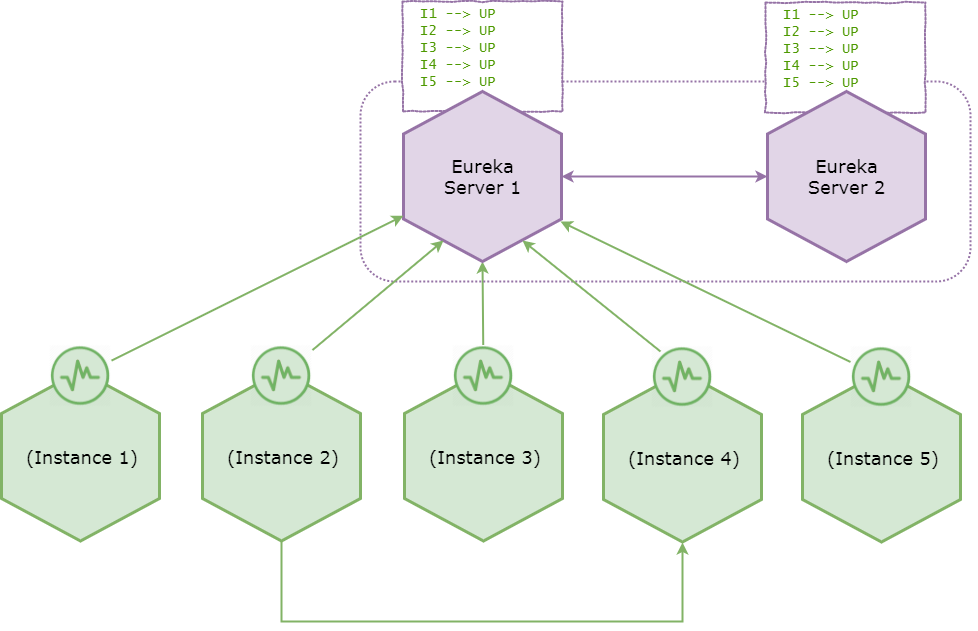 I1 --> UP
I2 --> UP
I3 --> UP
I4 --> UP
I5 --> UP
I1 --> UP
I2 --> UP
I3 --> UP
I4 --> UP
I5 --> UP
Eureka
Server 1
Eureka
Server 2
(Instance 1)
(Instance 2)
(Instance 3)
(Instance 4)
(Instance 5)